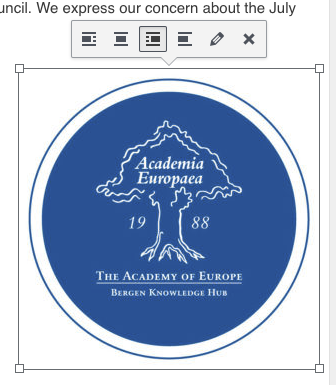 uncil. We express our concern about the July
Academia
Europaea
19 88
THE ACADEMY OF EUROPE
BERGEN KNOWLEDGE HUB